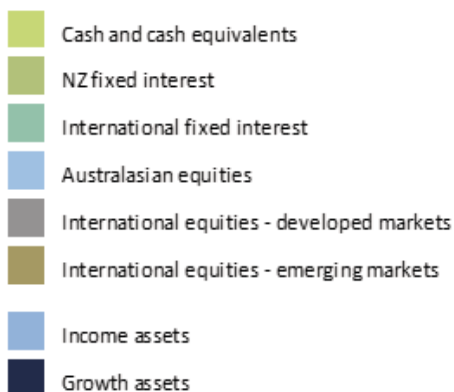 Cash and cash equivalents
NZ fixed interest
International fixed interest
Australasian equities
International equities - developed markets
International equities - emerging markets
Income assets
Growth assets